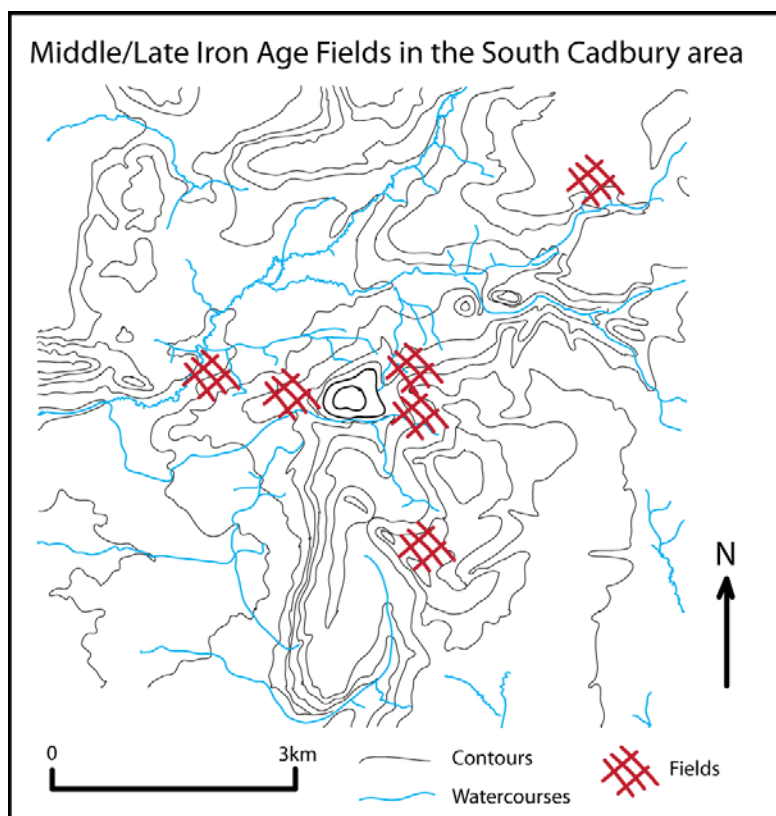 Middle/Late Iron Age Fields in the South Cadbury area
N
0 3km
Contours
Watercourses
Fields